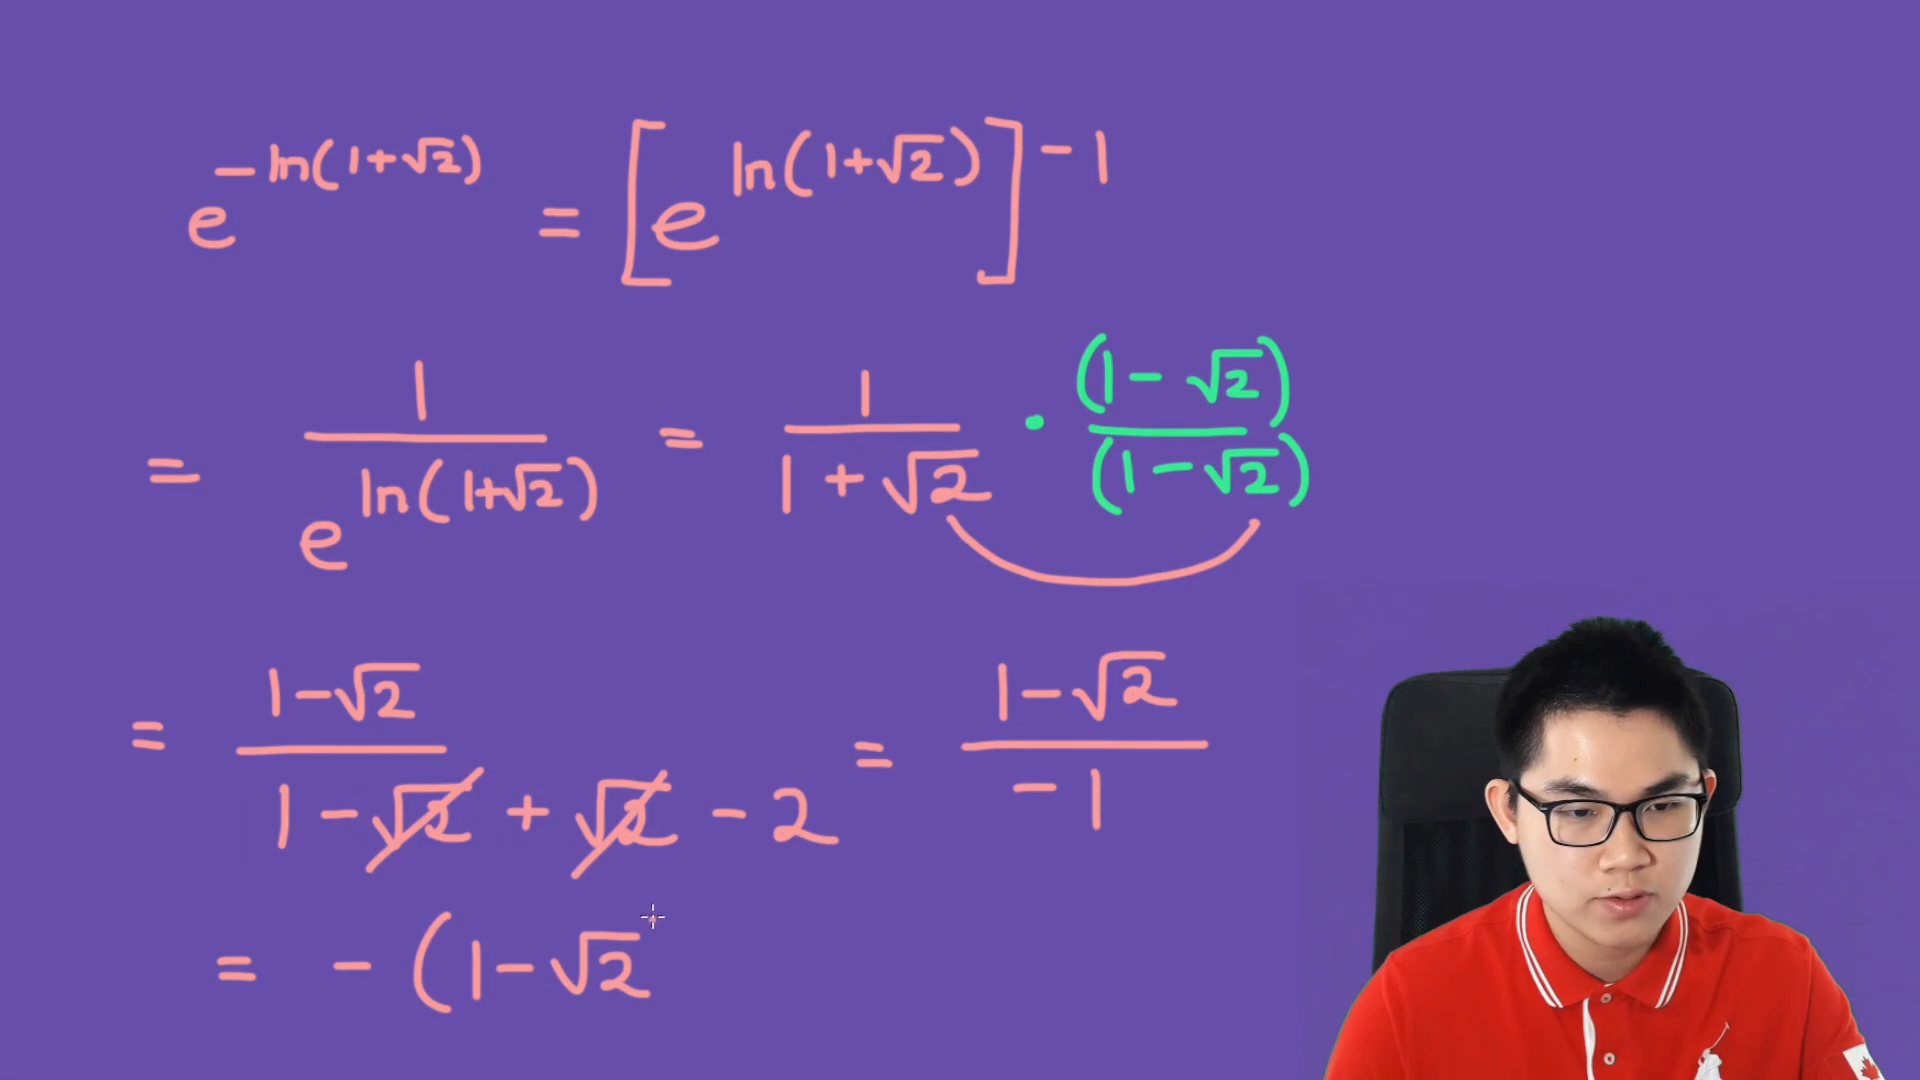 e^{-ln(1+√2)} = [e^{ln(1+√2)}]^{-1}
= 1/e^{ln(1+√2)} = 1/(1+√2) · (1-√2)/(1-√2)
= (1-√2)/(1-√2+√2-2) = (1-√2)/-1
= -(1-√2